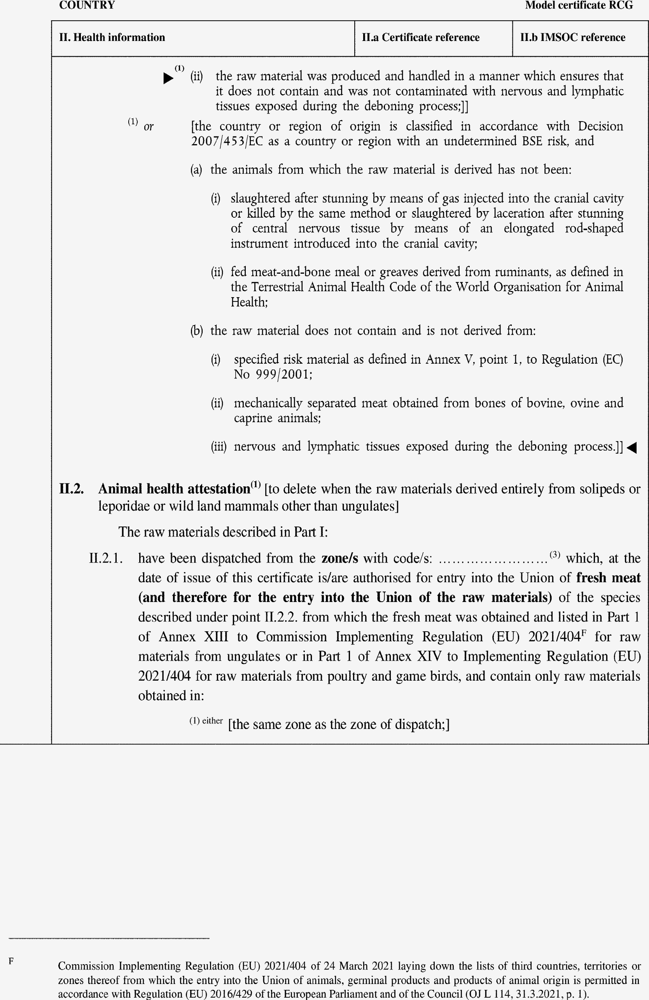 COUNTRY Model certificate RCG
II. Health information II.a Certificate reference II.b IMSOC reference
▶(1) (ii) the raw material was produced and handled in a manner which ensures that
it does not contain and was not contaminated with nervous and lymphatic
tissues exposed during the deboning process;]]
(1) or [the country or region of origin is classified in accordance with Decision
2007/453/EC as a country or region with an undetermined BSE risk, and
(a) the animals from which the raw material is derived has not been:
(i) slaughtered after stunning by means of gas injected into the cranial cavity
or killed by the same method or slaughtered by laceration after stunning
of central nervous tissue by means of an elongated rod-shaped
instrument introduced into the cranial cavity;
(ii) fed meat-and-bone meal or greaves derived from ruminants, as defined in
the Terrestrial Animal Health Code of the World Organisation for Animal
Health;
(b) the raw material does not contain and is not derived from:
(i) specified risk material as defined in Annex V, point 1, to Regulation (EC)
No 999/2001;
(ii) mechanically separated meat obtained from bones of bovine, ovine and
caprine animals;
(iii) nervous and lymphatic tissues exposed during the deboning process.]]◀
II.2. Animal health attestation(1) [to delete when the raw materials derived entirely from solipeds or
leporidae or wild land mammals other than ungulates]
The raw materials described in Part I:
II.2.1. have been dispatched from the zone/s with code/s: ........................(3) which, at the
date of issue of this certificate is/are authorised for entry into the Union of fresh meat
(and therefore for the entry into the Union of the raw materials) of the species
described under point II.2.2. from which the fresh meat was obtained and listed in Part 1
of Annex XIII to Commission Implementing Regulation (EU) 2021/404F for raw
materials from ungulates or in Part 1 of Annex XIV to Implementing Regulation (EU)
2021/404 for raw materials from poultry and game birds, and contain only raw materials
obtained in:
(1) either [the same zone as the zone of dispatch;]
F Commission Implementing Regulation (EU) 2021/404 of 24 March 2021 laying down the lists of third countries, territories or
zones thereof from which the entry into the Union of animals, germinal products and products of animal origin is permitted in
accordance with Regulation (EU) 2016/429 of the European Parliament and of the Council (OJ L 114, 31.3.2021, p. 1).